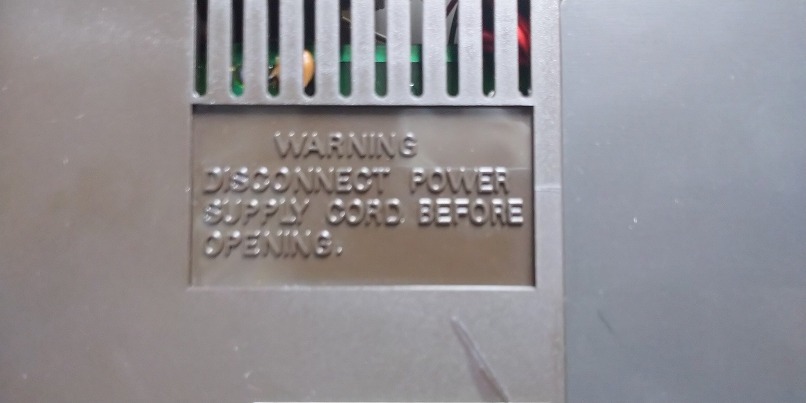 WARNING
DISCONNECT POWER
SUPPLY CORD BEFORE
OPENING.